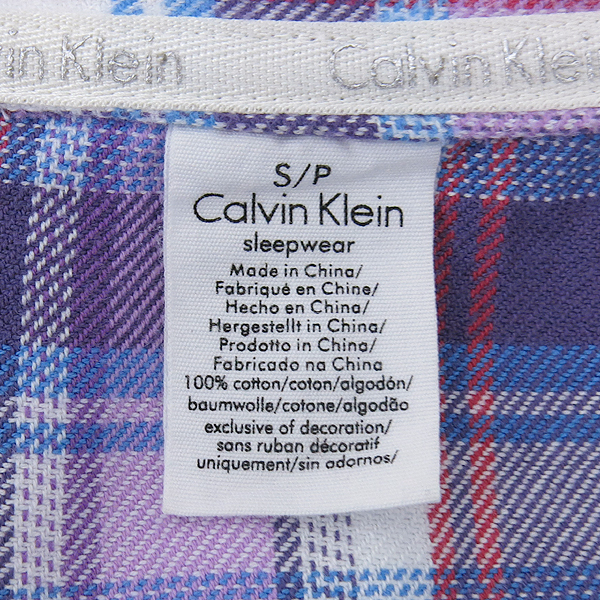 in Klein Calvin Klein
S/P
Calvin Klein
sleepwear
Made in China/
Fabriqué en Chine/
Hecho en China/
Hergestellt in China/
Prodotto in China/
Fabricado na China
100% cotton/coton/algodón/
baumwolle/cotone/algodão
exclusive of decoration/
sans ruban décoratif
uniquement/sin adornos/